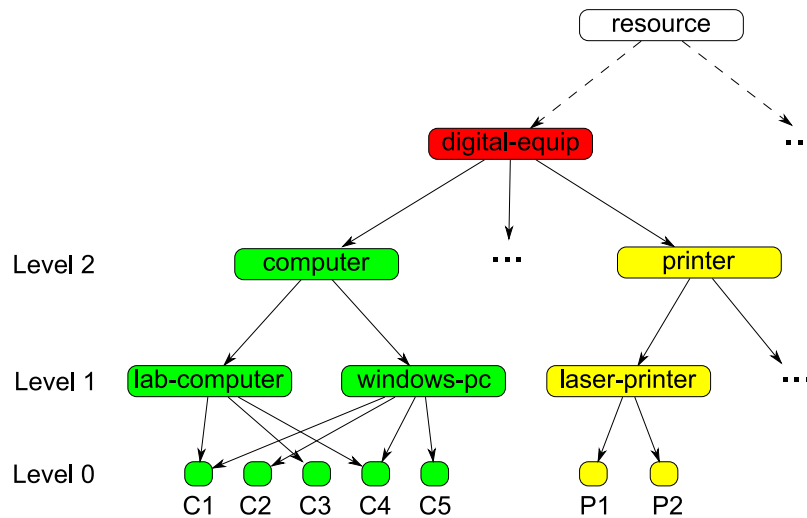 resource
digital-equip
...
Level 2
computer
...
printer
Level 1
lab-computer
windows-pc
laser-printer
...
Level 0
C1
C2
C3
C4
C5
P1
P2